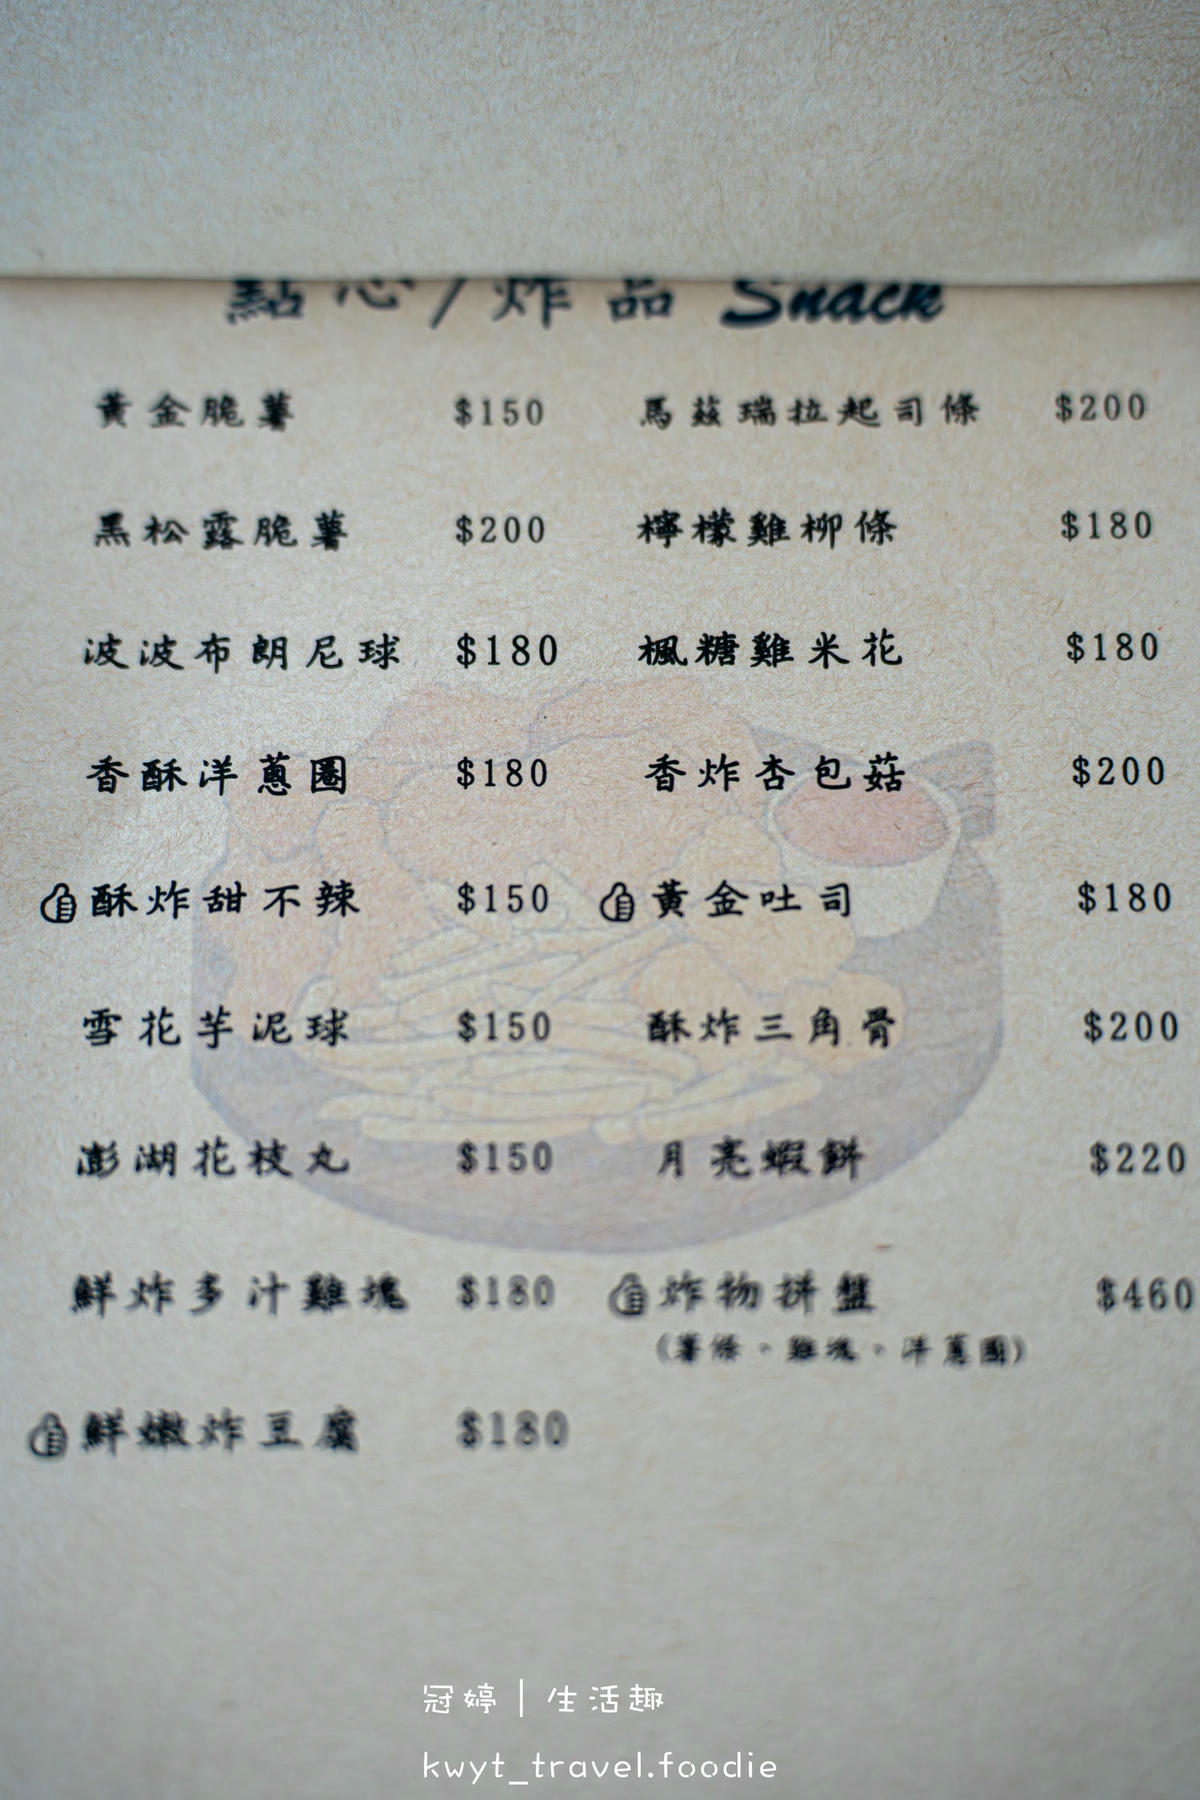 點心/炸品 Snack
黃金脆薯 $150 馬茲瑞拉起司條 $200
黑松露脆薯 $200 檸檬雞柳條 $180
波波布朗尼球 $180 楓糖雞米花 $180
香酥洋蔥圈 $180 香炸杏包菇 $200
酥炸甜不辣 $150 黃金吐司 $180
雪花芋泥球 $150 酥炸三角骨 $200
澎湖花枝丸 $150 月亮蝦餅 $220
鮮炸多汁雞塊 $180 炸物拼盤 $460
(薯條、雞塊、洋蔥圈)
鮮嫩炸豆腐 $180
冠婷|生活趣
kwyt_travel.foodie